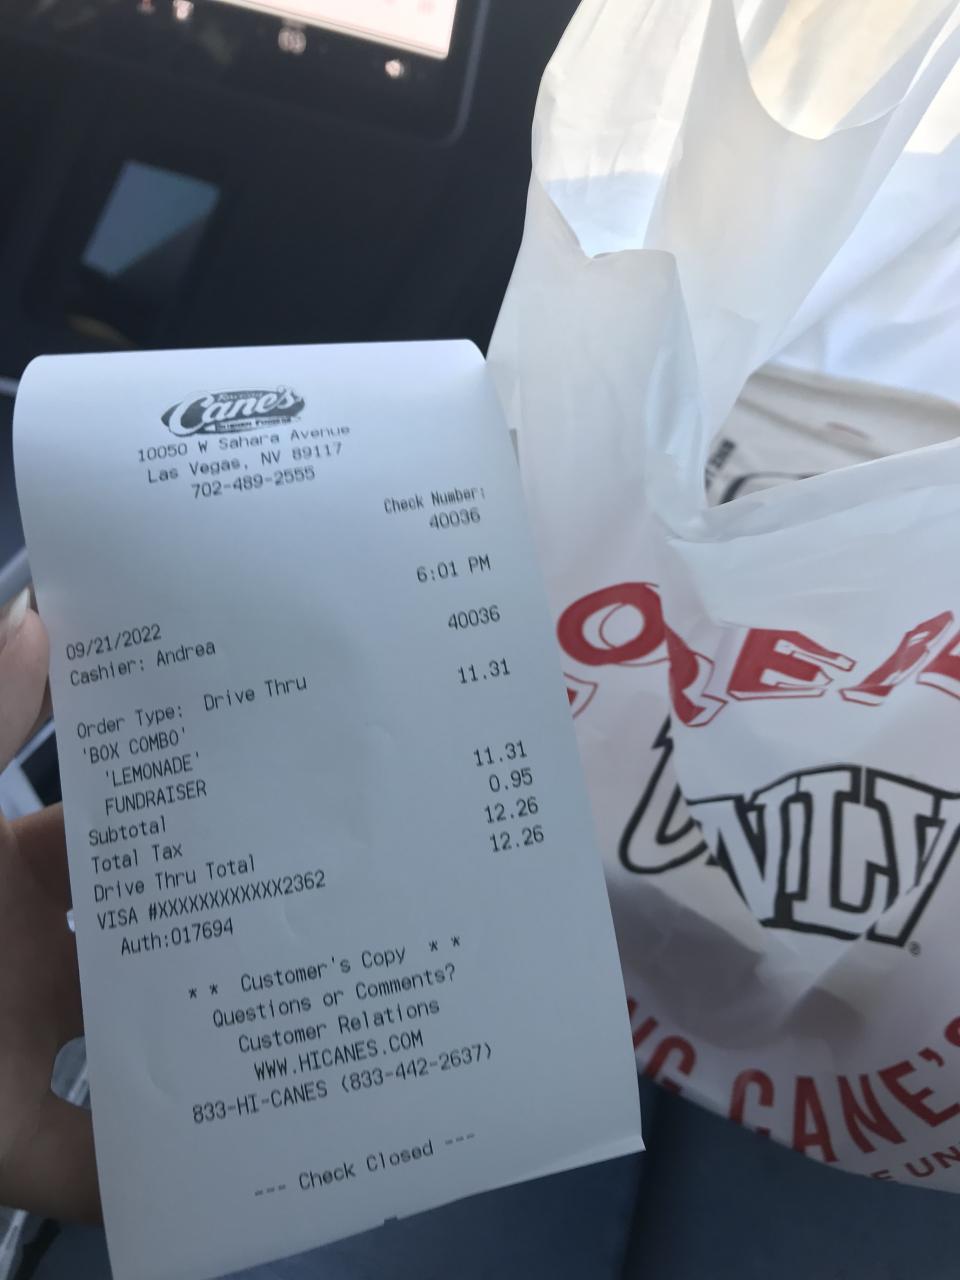 Raising
Cane's
CHICKEN FINGERS
10050 W Sahara Avenue
Las Vegas, NV 89117
702-489-2555
Check Number:
40036
6:01 PM
09/21/2022 40036
Cashier: Andrea
Order Type: Drive Thru
'BOX COMBO' 11.31
'LEMONADE'
FUNDRAISER
Subtotal 11.31
Total Tax 0.95
Drive Thru Total 12.26
VISA #XXXXXXXXXXXX2362 12.26
Auth:017694
* * Customer's Copy * *
Questions or Comments?
Customer Relations
WWW.HICANES.COM
833-HI-CANES (833-442-2637)
--- Check Closed ---
UNLV®
CANE'S